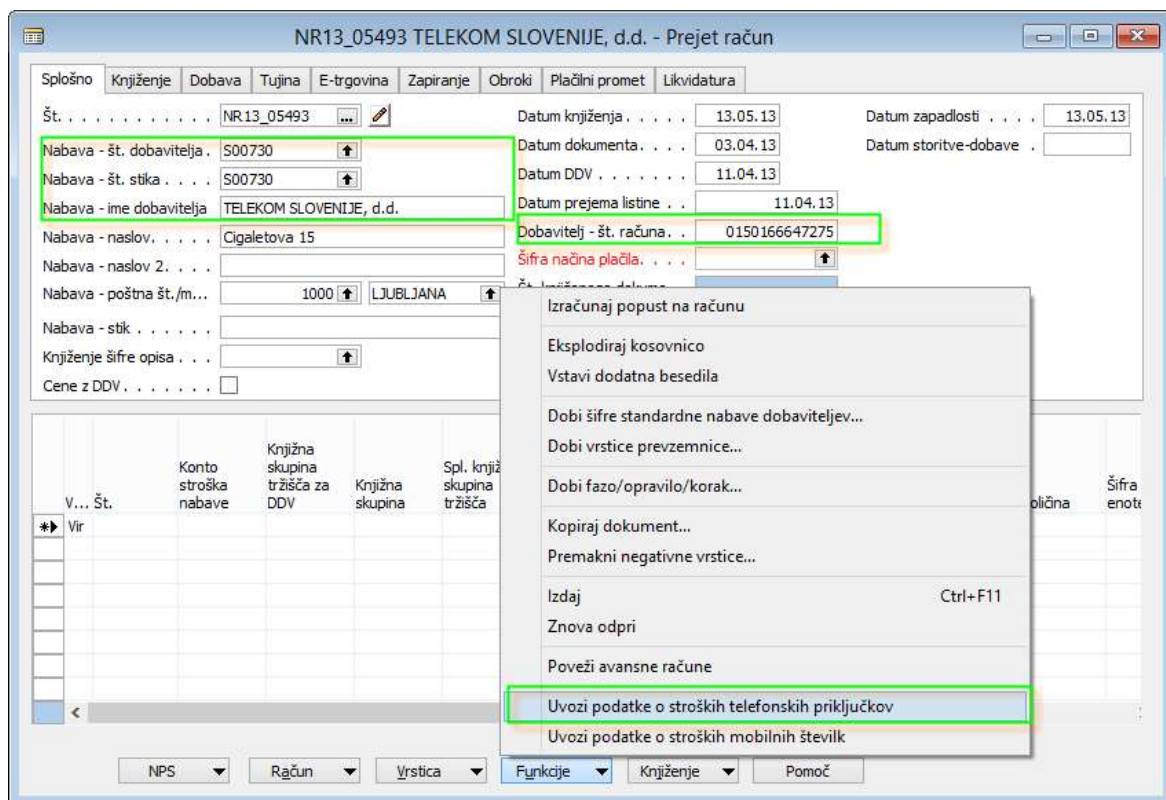 NR13_05493 TELEKOM SLOVENIJE, d.d. - Prejet račun
Splošno Knjiženje Dobava Tujina E-trgovina Zapiranje Obroki Plačilni promet Likvidatura
Št. . . . . . . . . . . . . NR13_05493 ...
Nabava - št. dobavitelja . S00730
Nabava - št. stika . . . . S00730
Nabava - ime dobavitelja TELEKOM SLOVENIJE, d.d.
Nabava - naslov. . . . . Cigaletova 15
Nabava - naslov 2. . . .
Nabava - poštna št./m... 1000 LJUBLJANA
Nabava - stik . . . . . .
Knjiženje šifre opisa . . .
Cene z DDV. . . . . . .
Datum knjiženja . . . . . 13.05.13
Datum dokumenta. . . . 03.04.13
Datum DDV . . . . . . . 11.04.13
Datum prejema listine . . 11.04.13
Dobavitelj - št. računa. . 0150166647275
Šifra načina plačila. . . .
Datum zapadlosti . . . . 13.05.13
Datum storitve-dobave .
Izračunaj popust na računu
Eksplodiraj kosovnico
Vstavi dodatna besedila
Dobi šifre standardne nabave dobaviteljev...
Dobi vrstice prevzemnice...
Dobi fazo/opravilo/korak...
Kopiraj dokument...
Premakni negativne vrstice...
Izdaj Ctrl+F11
Znova odpri
Poveži avansne račune
Uvozi podatke o stroških telefonskih priključkov
Uvozi podatke o stroških mobilnih številk
Knjižna
Konto skupina Spl. knjiž
stroška tržišča za Knjižna skupina Šifra
V... Št. nabave DDV skupina tržišča oličina enote
Vir
NPS Račun Vrstica Funkcije Knjiženje Pomoč